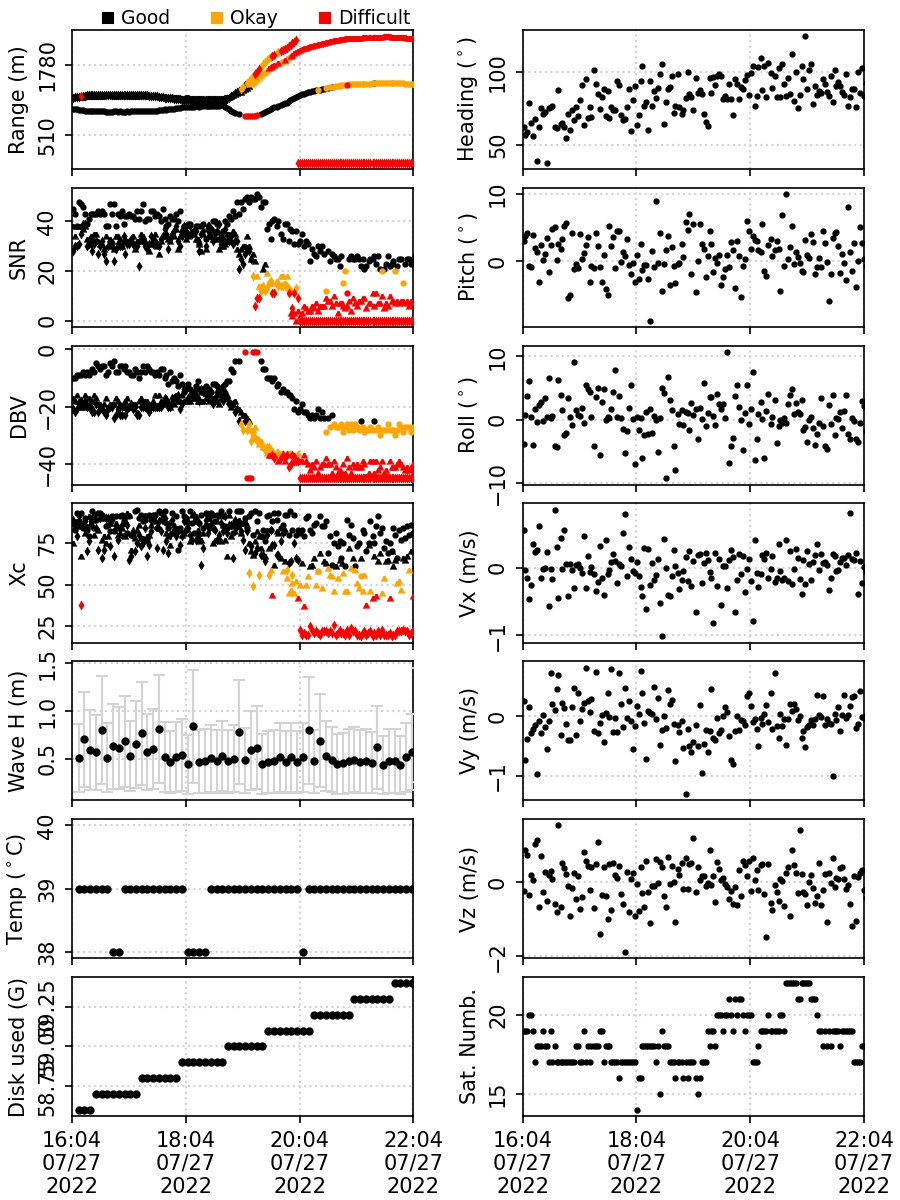 Good Okay Difficult
Range (m)
1780
510
Heading (°)
100
50
SNR
40
20
0
Pitch (°)
10
0
DBV
0
−20
−40
Roll (°)
10
0
−10
Xc
75
50
25
Vx (m/s)
0
−1
Wave H (m)
1.5
1.0
0.5
Vy (m/s)
0
−1
Temp (°C)
40
39
38
Vz (m/s)
0
−2
Disk used (G)
58.75
Sat. Numb.
20
15
16:04 18:04 20:04 22:04
07/27 07/27 07/27 07/27
2022 2022 2022 2022
16:04 18:04 20:04 22:04
07/27 07/27 07/27 07/27
2022 2022 2022 2022